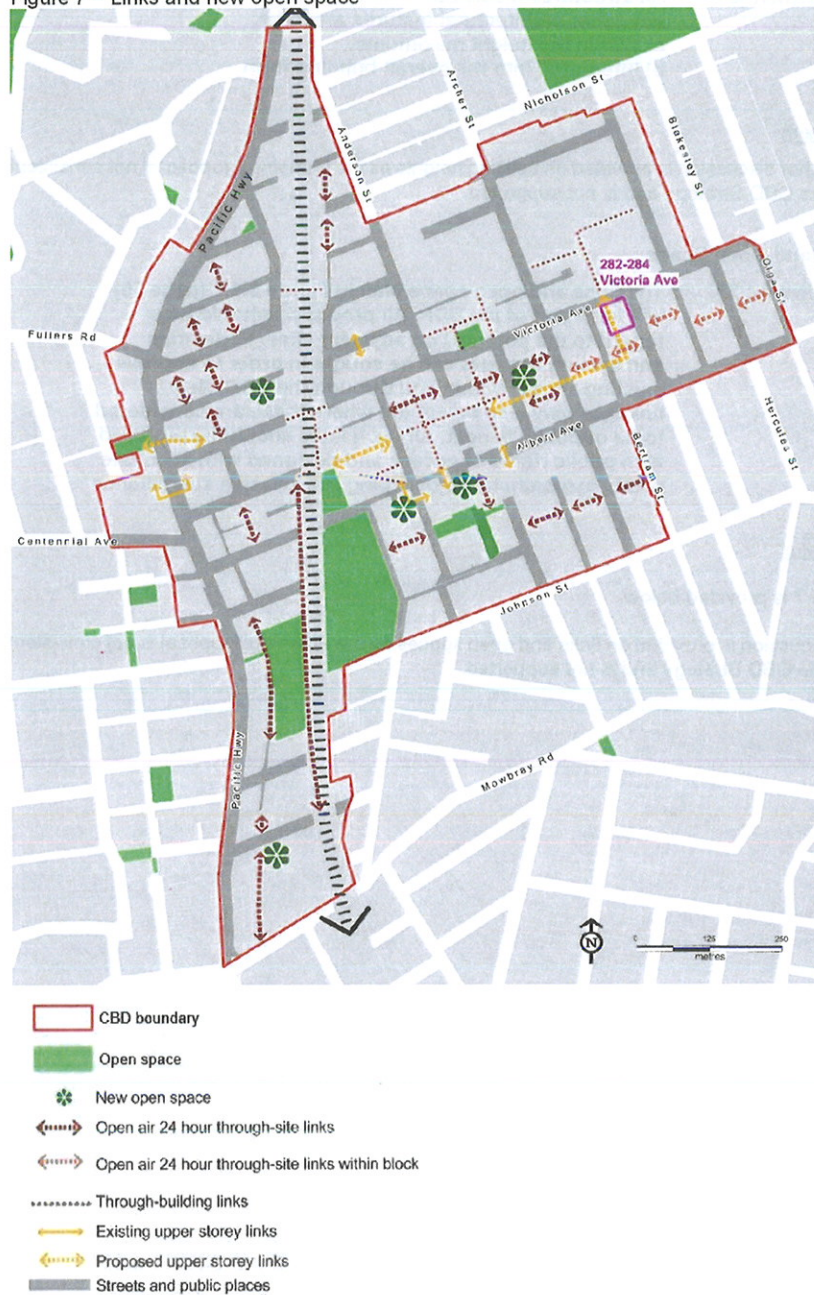 Figure 7 Links and new open space
Archer St
Nicholson St
Blakesley St
Anderson St
Pacific Hwy
282-284
Victoria Ave
Olga St
Victoria Ave
Fullers Rd
Albert Ave
Bertram St
Hercules St
Centennial Ave
Johnson St
Pacific Hwy
Mowbray Rd
N
0 125 250
metres
CBD boundary
Open space
New open space
Open air 24 hour through-site links
Open air 24 hour through-site links within block
Through-building links
Existing upper storey links
Proposed upper storey links
Streets and public places